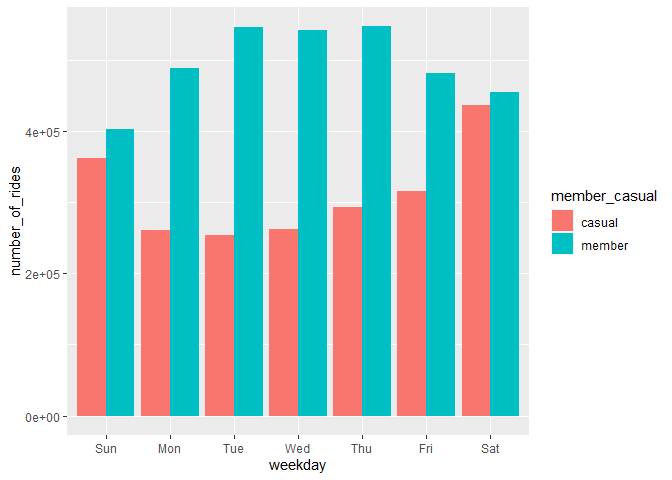 number_of_rides
4e+05
2e+05
0e+00
Sun Mon Tue Wed Thu Fri Sat
weekday
member_casual
casual
member